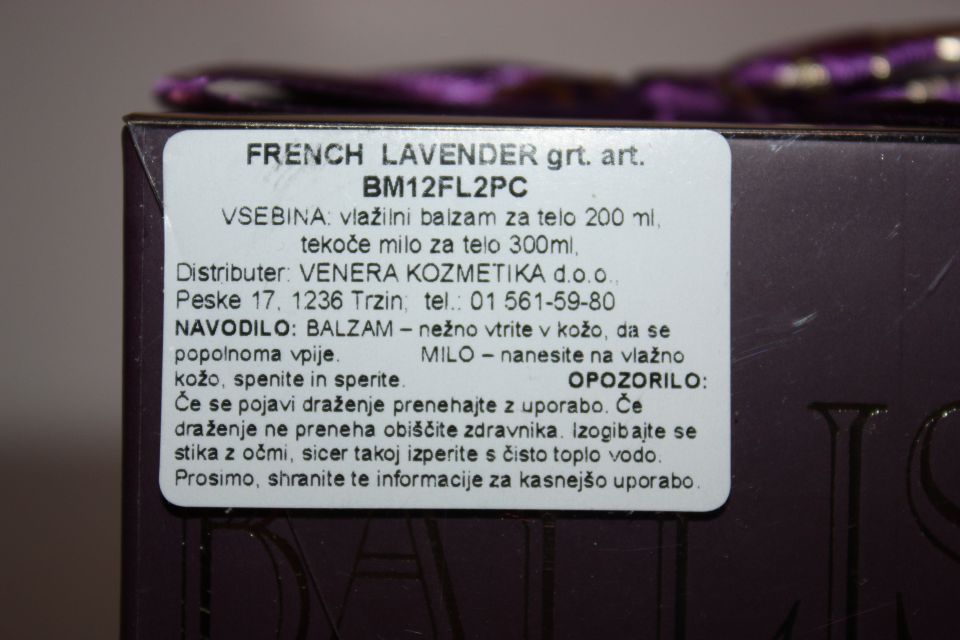 FRENCH LAVENDER grt. art.
BM12FL2PC
VSEBINA: vlažilni balzam za telo 200 ml,
tekoče milo za telo 300ml,
Distributer: VENERA KOZMETIKA d.o.o.,
Peske 17, 1236 Trzin, tel.: 01 561-59-80
NAVODILO: BALZAM – nežno vtrite v kožo, da se
popolnoma vpije. MILO – nanesite na vlažno
kožo, spenite in sperite. OPOZORILO:
Če se pojavi draženje prenehajte z uporabo. Če
draženje ne preneha obiščite zdravnika. Izogibajte se
stika z očmi, sicer takoj izperite s čisto toplo vodo.
Prosimo, shranite te informacije za kasnejšo uporabo.